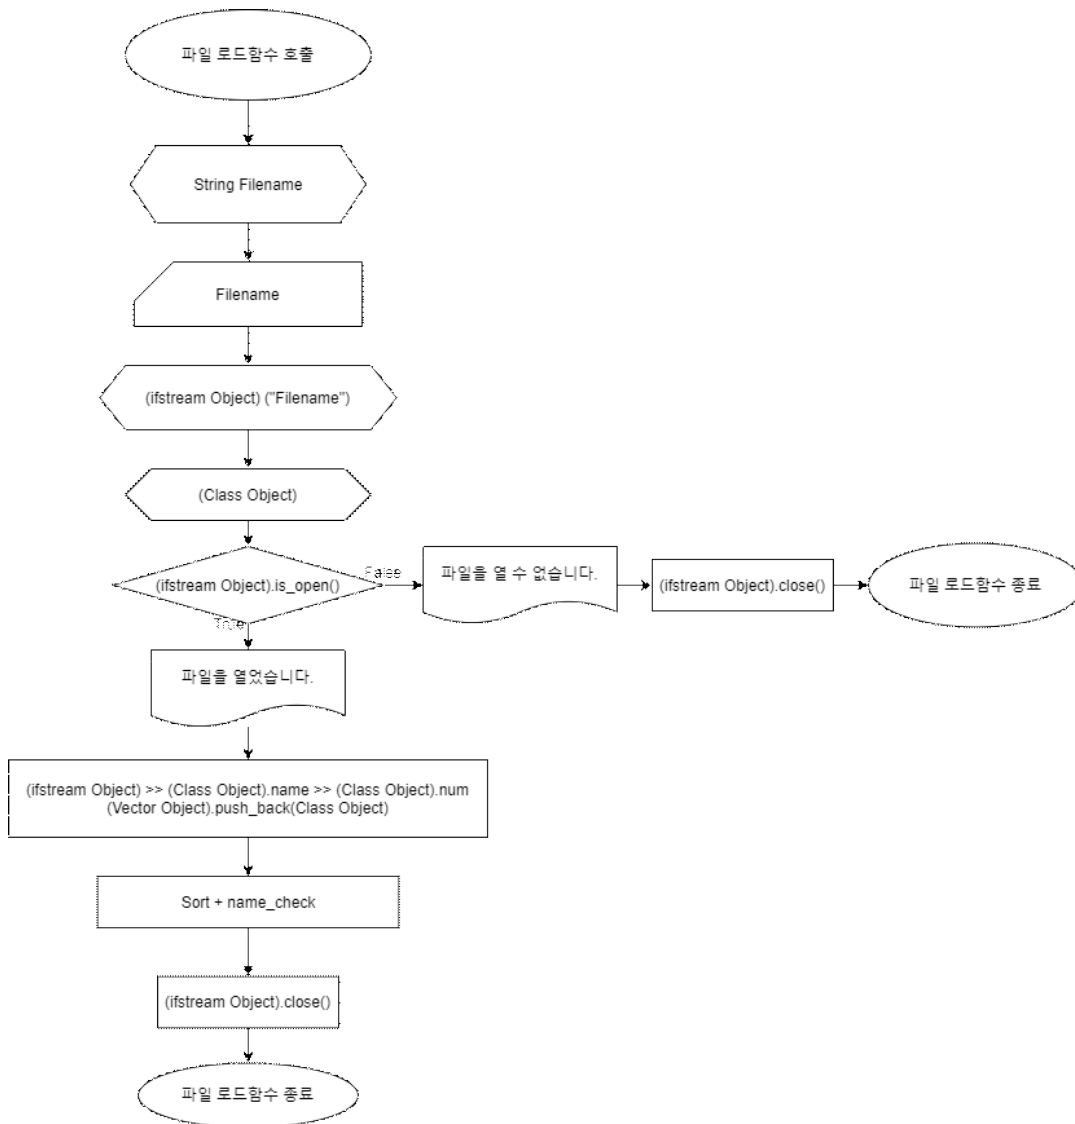 파일 로드함수 호출
String Filename
Filename
(ifstream Object) ("Filename")
(Class Object)
(ifstream Object).is_open()
False
파일을 열 수 없습니다.
(ifstream Object).close()
파일 로드함수 종료
True
파일을 열었습니다.
(ifstream Object) >> (Class Object).name >> (Class Object).num
(Vector Object).push_back(Class Object)
Sort + name_check
(ifstream Object).close()
파일 로드함수 종료